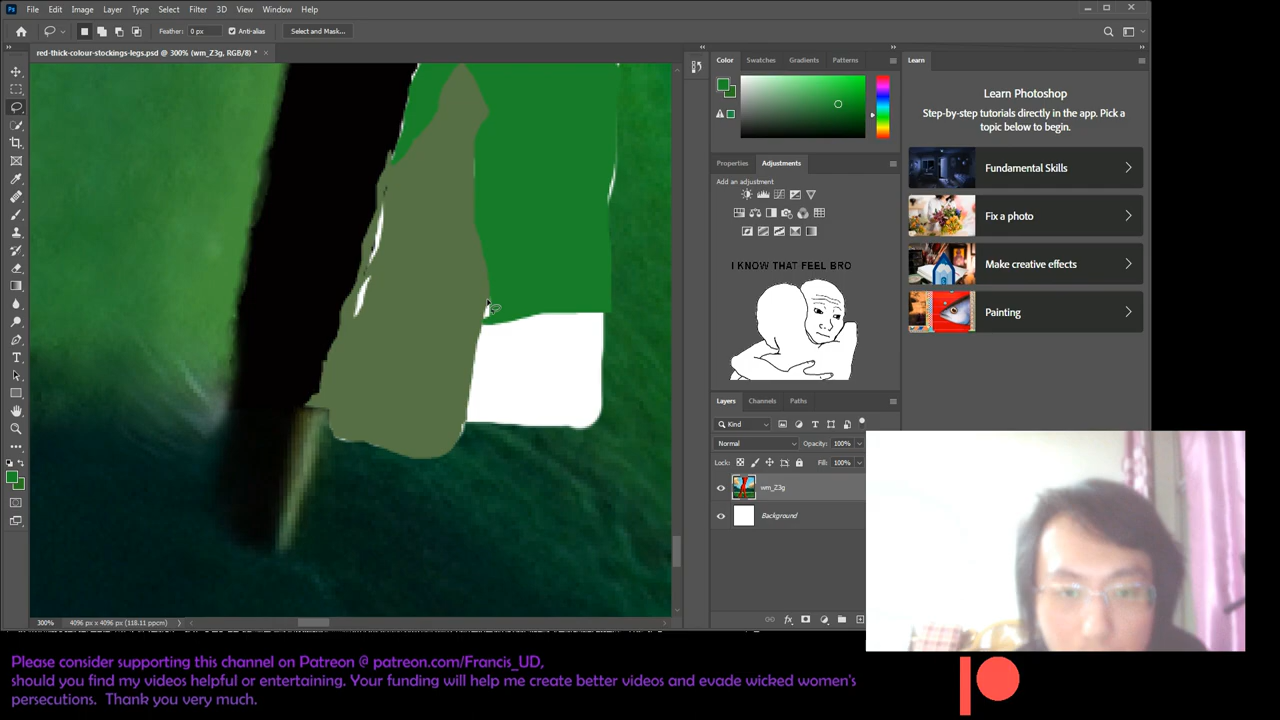 File Edit Image Layer Type Select Filter 3D View Window Help
Feather: 0 px Anti-alias Select and Mask...
red-thick-colour-stockings-legs.psd @ 300% (wm_Z3g, RGB/8) *
Color Swatches Gradients Patterns
Learn
Learn Photoshop
Step-by-step tutorials directly in the app. Pick a
topic below to begin.
Fundamental Skills
Fix a photo
Make creative effects
Painting
Properties Adjustments
Add an adjustment
I KNOW THAT FEEL BRO
Layers Channels Paths
Kind
Normal Opacity: 100%
Lock: Fill: 100%
wm_Z3g
Background
300% 4096 px x 4096 px (118.11 ppcm)
Please consider supporting this channel on Patreon @ patreon.com/Francis_UD,
should you find my videos helpful or entertaining. Your funding will help me create better videos and evade wicked women's
persecutions. Thank you very much.